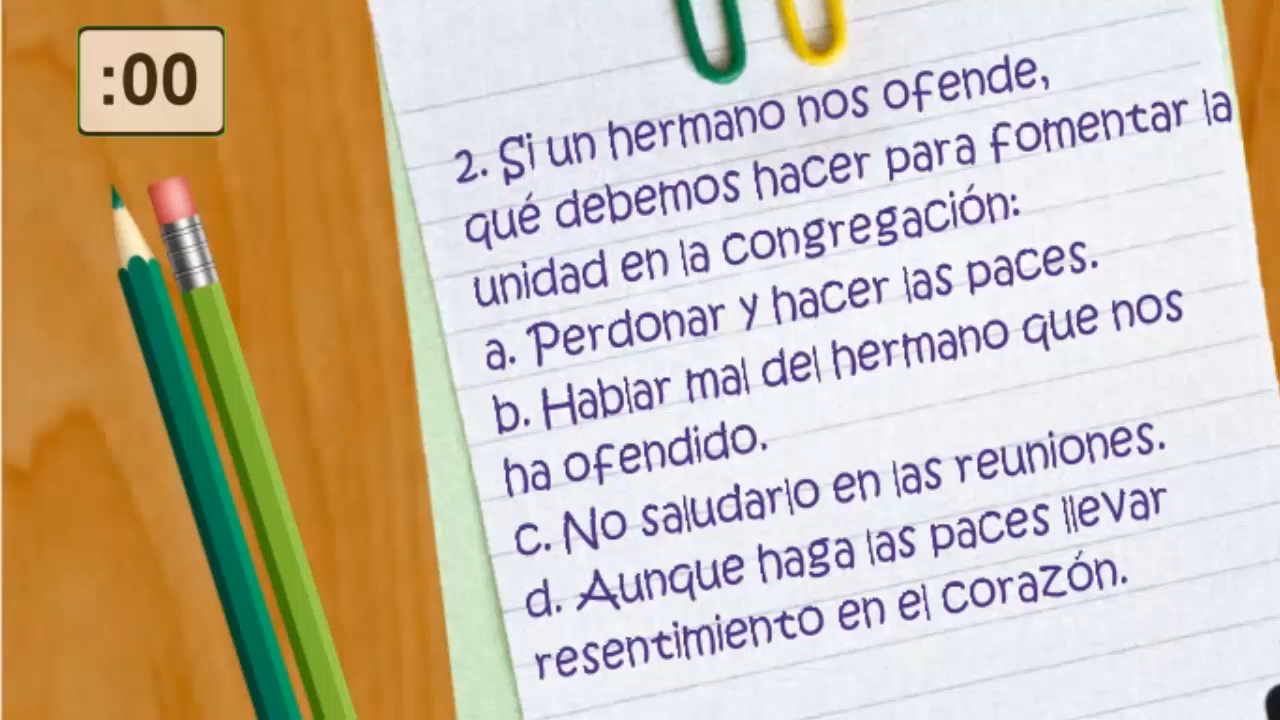 :00
2. Si un hermano nos ofende,
qué debemos hacer para fomentar la
unidad en la congregación:
a. Perdonar y hacer las paces.
b. Hablar mal del hermano que nos
ha ofendido.
c. No saludarlo en las reuniones.
d. Aunque haga las paces llevar
resentimiento en el corazón.